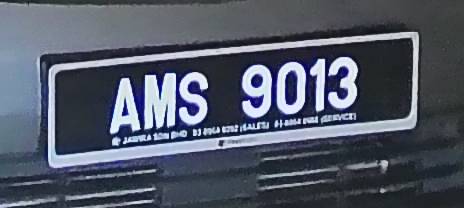 AMS 9013
SDN BHD (SALES) (SERVICE)